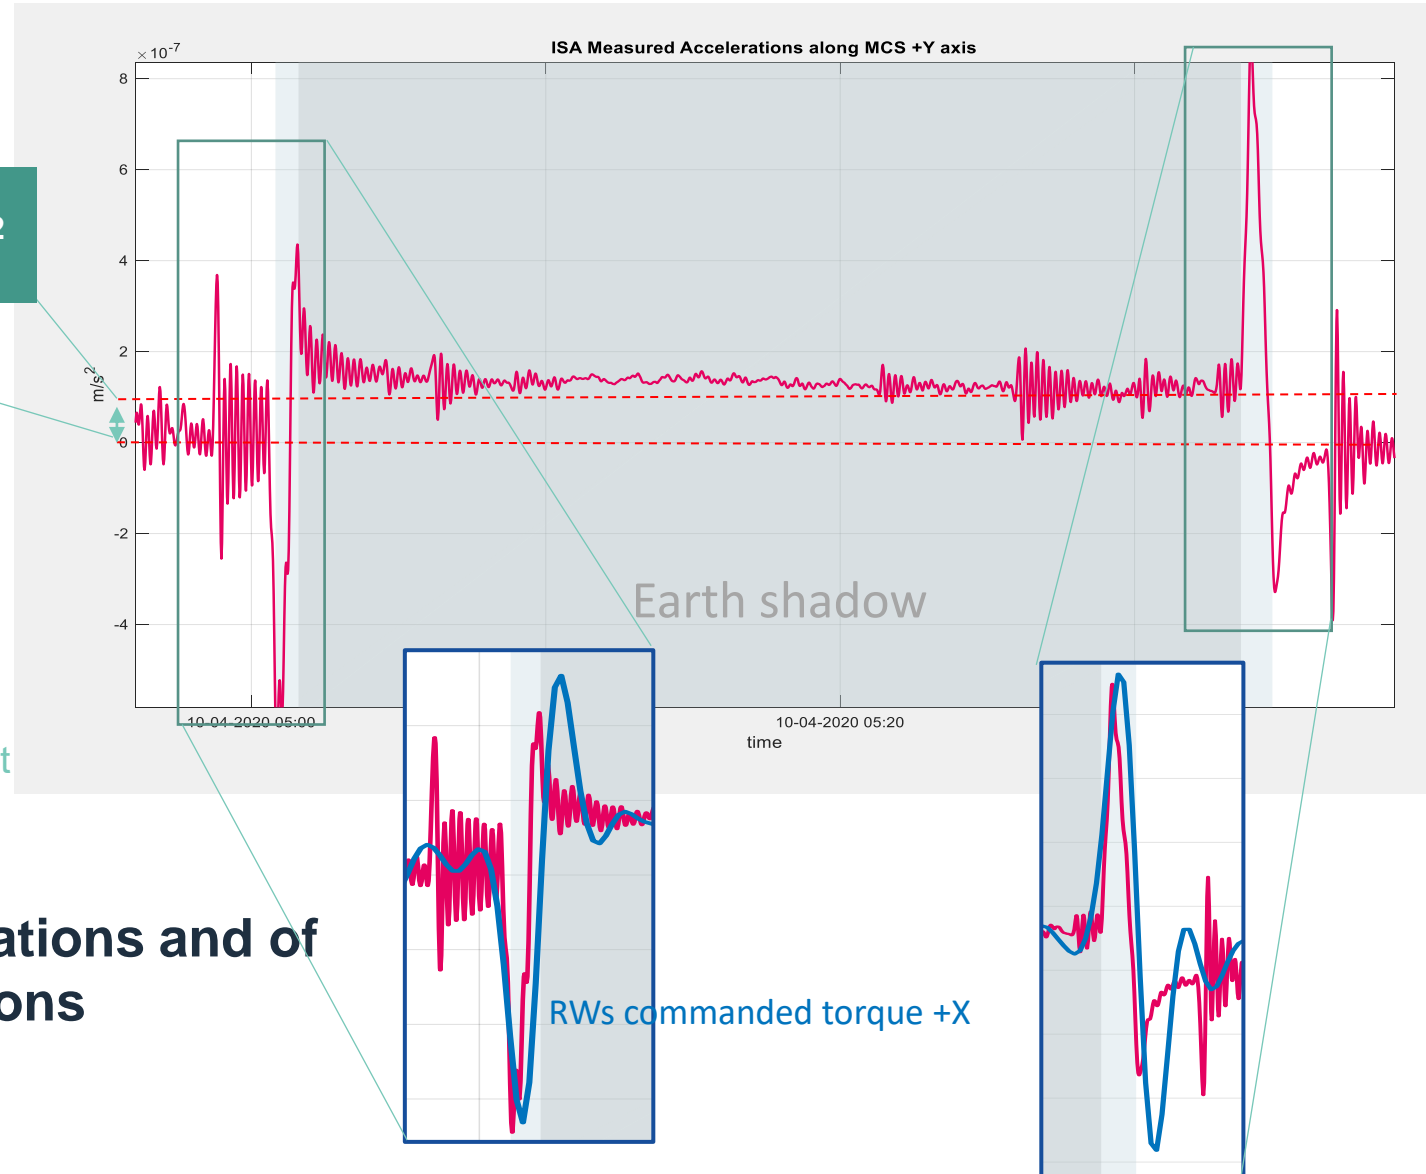 ISA Measured Accelerations along MCS +Y axis
×10-7
8
6
4
2
0
-2
-4
m/s2
2
Earth shadow
10-04-2020 05:00
10-04-2020 05:20
time
t
ations and of
ons
RWs commanded torque +X